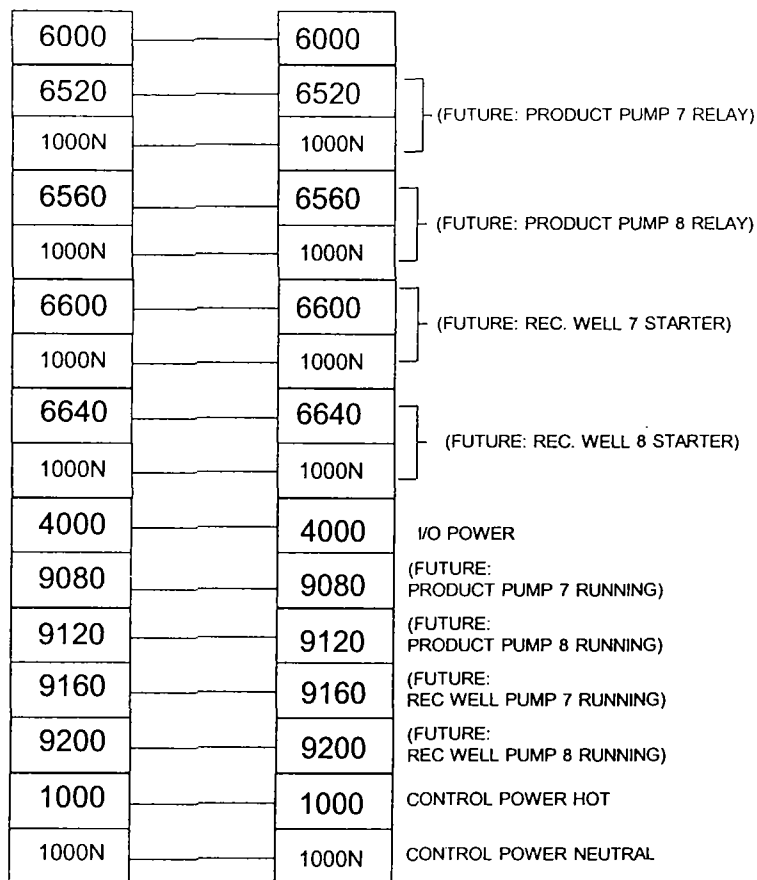 6000 6000
6520 6520
(FUTURE: PRODUCT PUMP 7 RELAY)
1000N 1000N
6560 6560
(FUTURE: PRODUCT PUMP 8 RELAY)
1000N 1000N
6600 6600
(FUTURE: REC. WELL 7 STARTER)
1000N 1000N
6640 6640
(FUTURE: REC. WELL 8 STARTER)
1000N 1000N
4000 4000 I/O POWER
9080 9080 (FUTURE:
PRODUCT PUMP 7 RUNNING)
9120 9120 (FUTURE:
PRODUCT PUMP 8 RUNNING)
9160 9160 (FUTURE:
REC WELL PUMP 7 RUNNING)
9200 9200 (FUTURE:
REC WELL PUMP 8 RUNNING)
1000 1000 CONTROL POWER HOT
1000N 1000N CONTROL POWER NEUTRAL